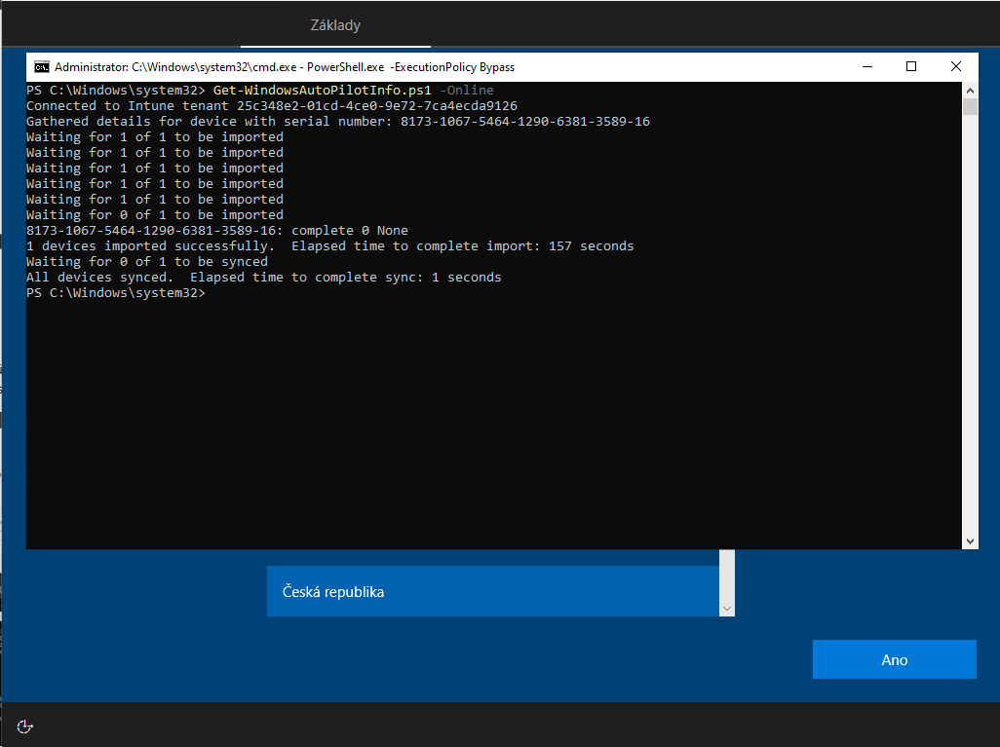 Základy
Administrator: C:\Windows\system32\cmd.exe - PowerShell.exe -ExecutionPolicy Bypass
PS C:\Windows\system32> Get-WindowsAutoPilotInfo.ps1 -Online
Connected to Intune tenant 25c348e2-01cd-4ce0-9e72-7ca4ecda9126
Gathered details for device with serial number: 8173-1067-5464-1290-6381-3589-16
Waiting for 1 of 1 to be imported
Waiting for 1 of 1 to be imported
Waiting for 1 of 1 to be imported
Waiting for 1 of 1 to be imported
Waiting for 1 of 1 to be imported
Waiting for 0 of 1 to be imported
8173-1067-5464-1290-6381-3589-16: complete 0 None
1 devices imported successfully.  Elapsed time to complete import: 157 seconds
Waiting for 0 of 1 to be synced
All devices synced.  Elapsed time to complete sync: 1 seconds
PS C:\Windows\system32>
Česká republika
Ano